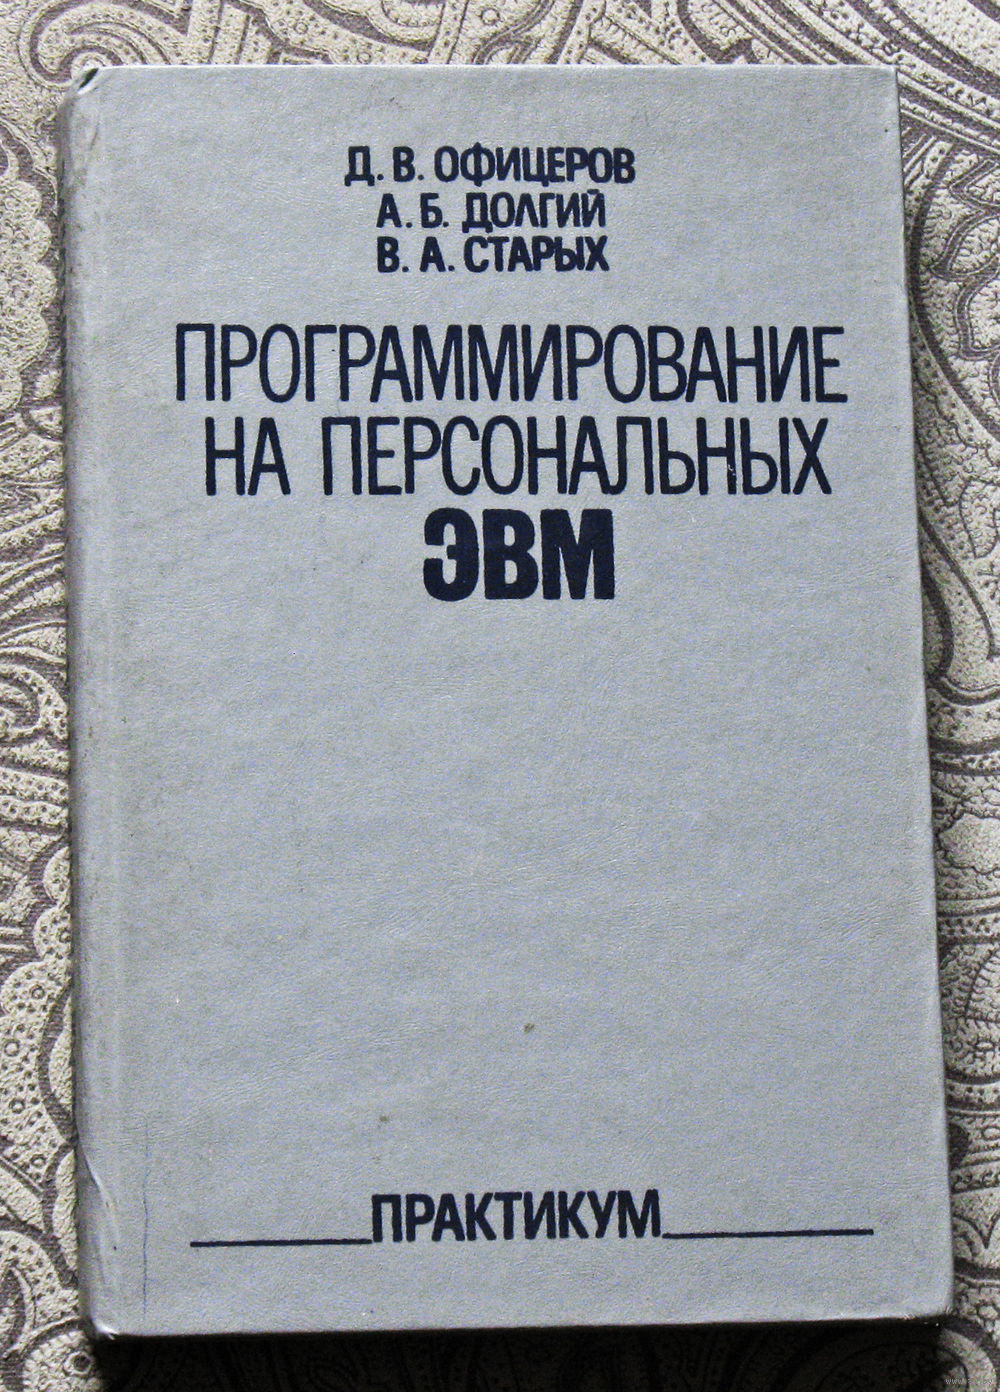 Д. В. ОФИЦЕРОВ
А. Б. ДОЛГИЙ
В. А. СТАРЫХ
ПРОГРАММИРОВАНИЕ
НА ПЕРСОНАЛЬНЫХ
ЭВМ
ПРАКТИКУМ